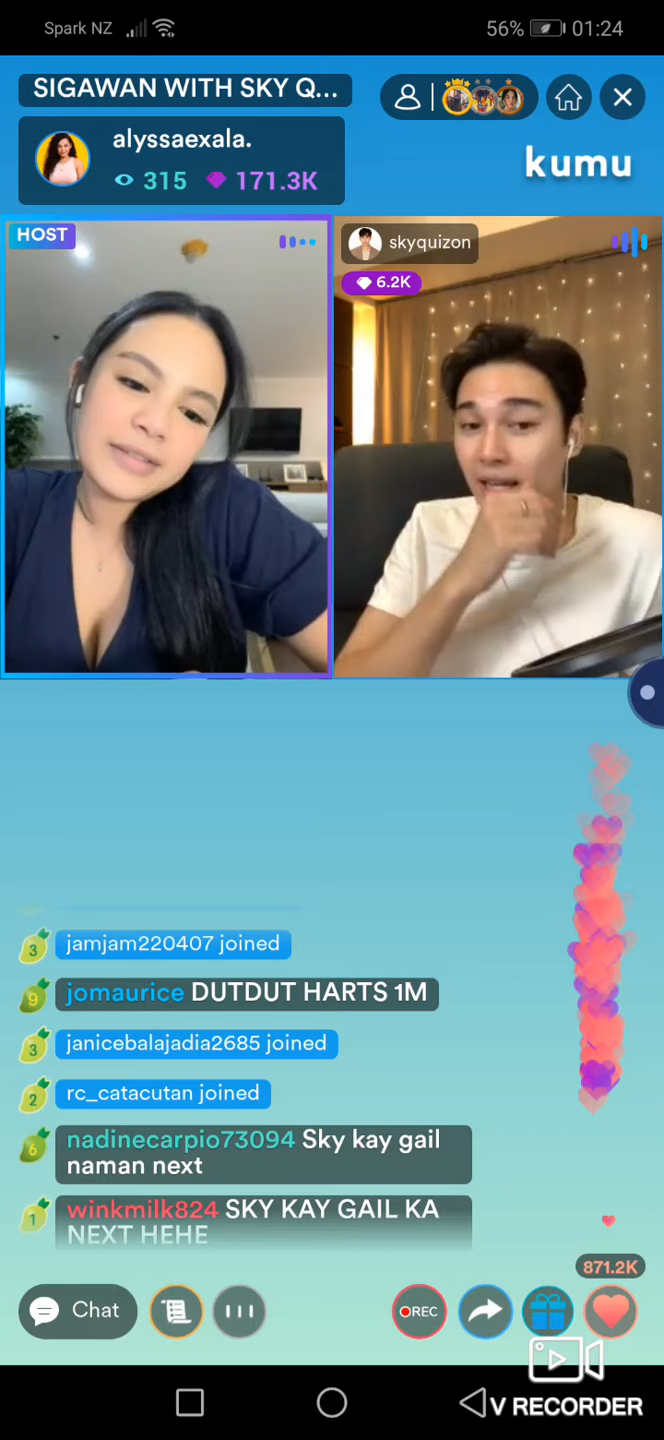 Spark NZ
56% 01:24
SIGAWAN WITH SKY Q...
alyssaexala.
315 171.3K
kumu
HOST
skyquizon
6.2K
3 jamjam220407 joined
9 jomaurice DUTDUT HARTS 1M
3 janicebalajadia2685 joined
2 rc_catacutan joined
6 nadinecarpio73094 Sky kay gail
naman next
1 winkmilk824 SKY KAY GAIL KA
NEXT HEHE
871.2K
Chat
REC
V RECORDER